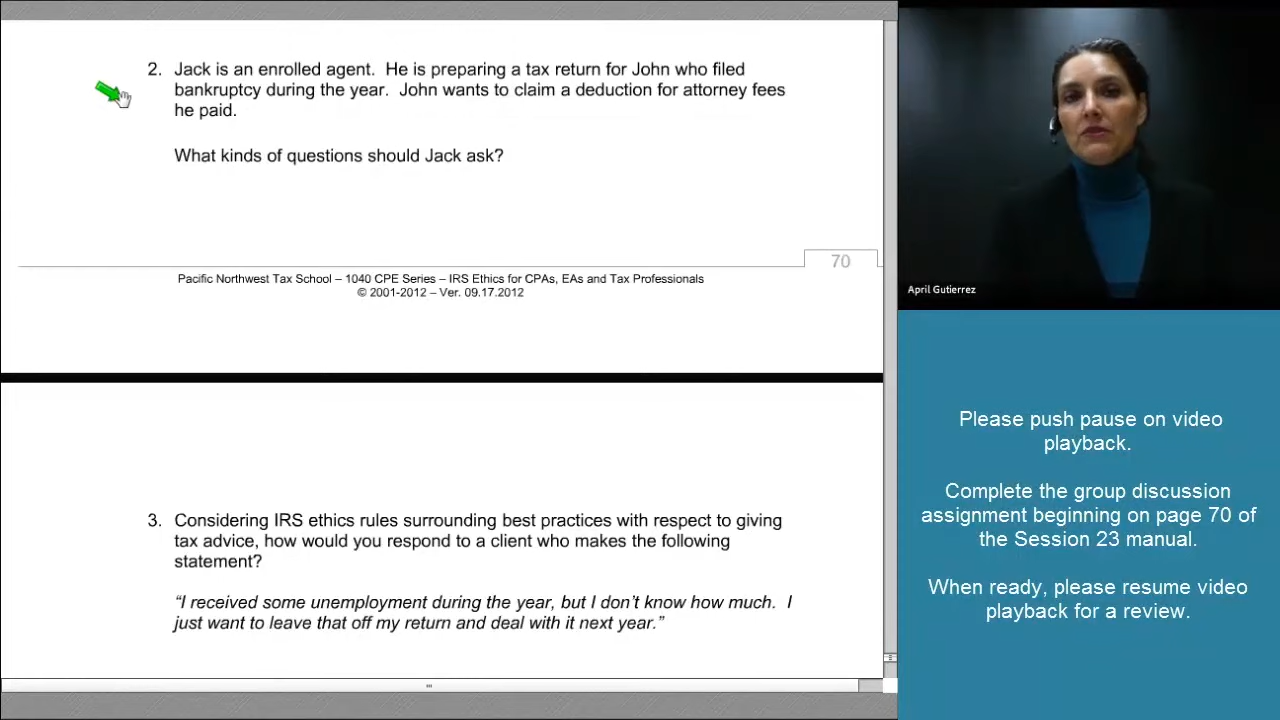 2. Jack is an enrolled agent. He is preparing a tax return for John who filed
bankruptcy during the year. John wants to claim a deduction for attorney fees
he paid.
What kinds of questions should Jack ask?
70
Pacific Northwest Tax School – 1040 CPE Series – IRS Ethics for CPAs, EAs and Tax Professionals
© 2001-2012 – Ver. 09.17.2012
3. Considering IRS ethics rules surrounding best practices with respect to giving
tax advice, how would you respond to a client who makes the following
statement?
“I received some unemployment during the year, but I don’t know how much. I
just want to leave that off my return and deal with it next year.”
April Gutierrez
Please push pause on video
playback.
Complete the group discussion
assignment beginning on page 70 of
the Session 23 manual.
When ready, please resume video
playback for a review.